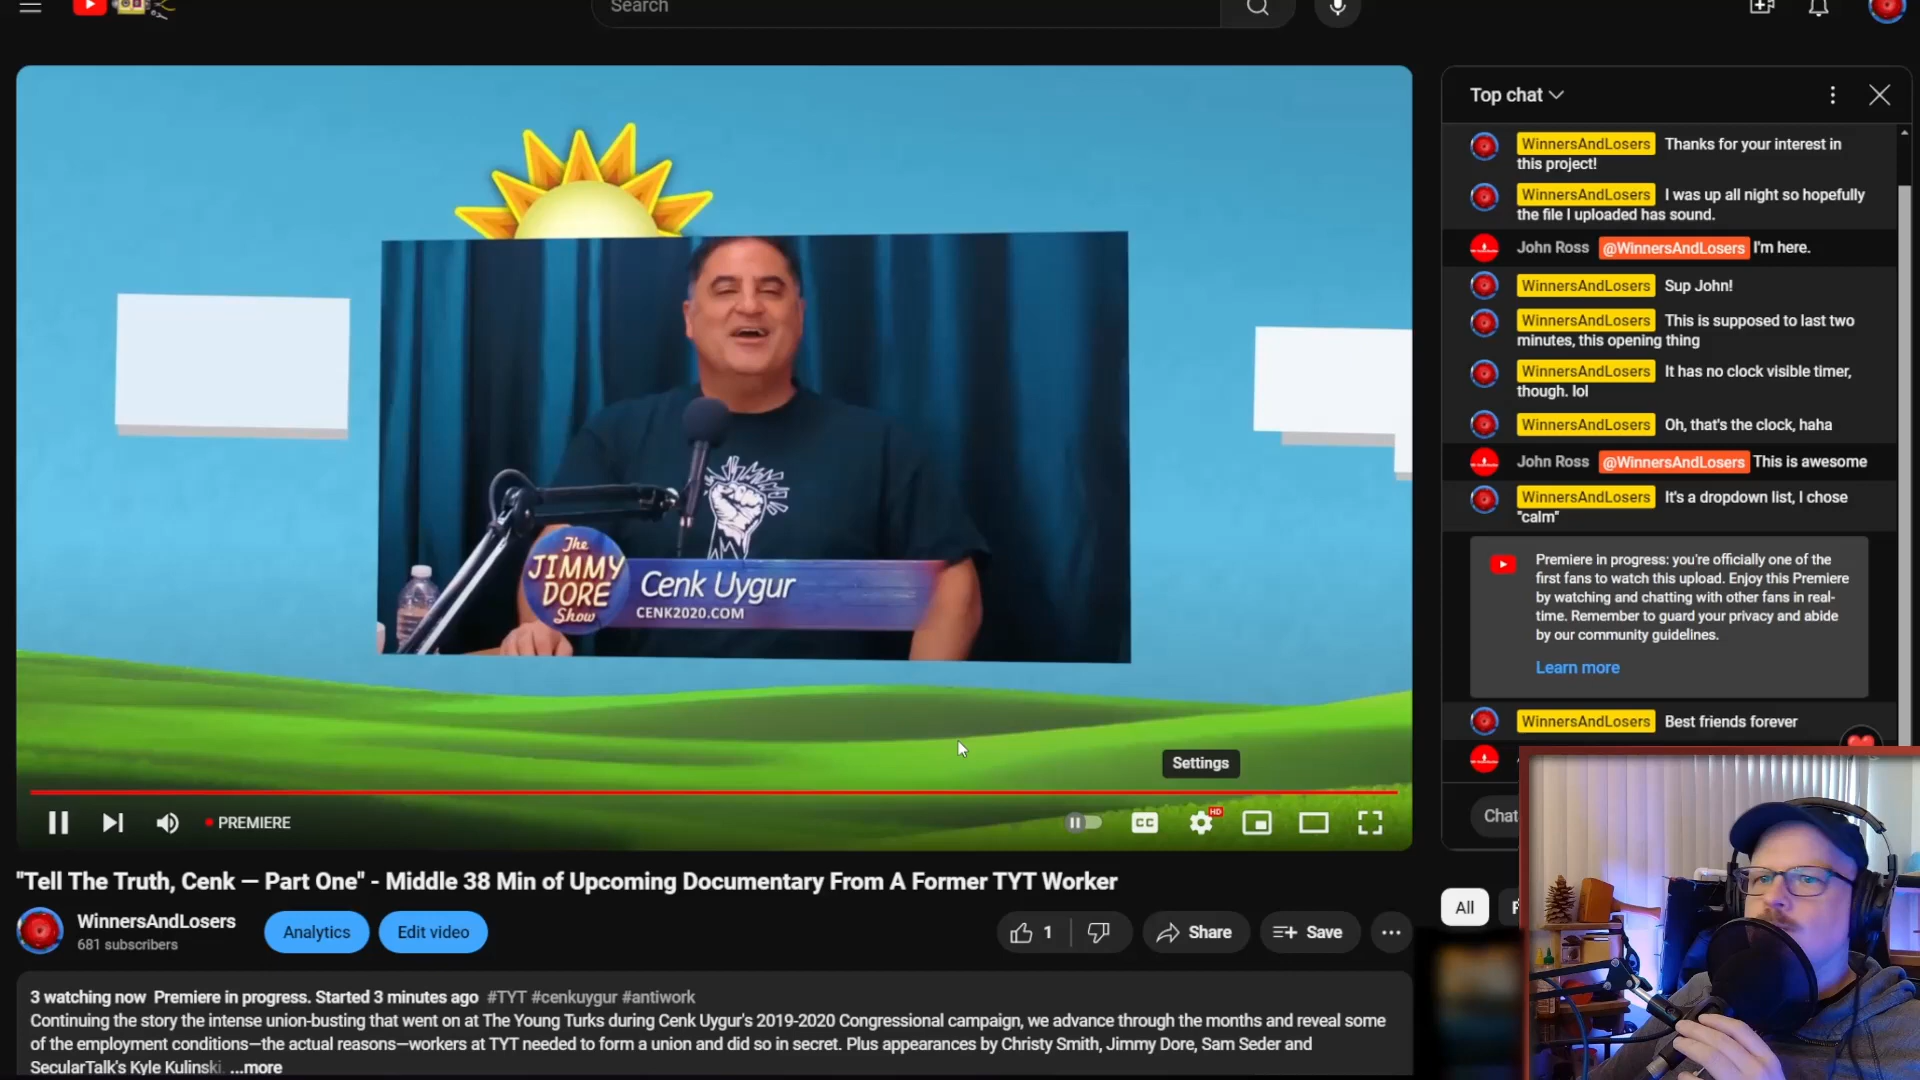 Search
The
JIMMY
DORE
Show
Cenk Uygur
CENK2020.COM
Settings
PREMIERE
CC
HD
"Tell The Truth, Cenk — Part One" - Middle 38 Min of Upcoming Documentary From A Former TYT Worker
WinnersAndLosers
681 subscribers
Analytics
Edit video
1
Share
Save
3 watching now Premiere in progress. Started 3 minutes ago #TYT #cenkuygur #antiwork
Continuing the story the intense union-busting that went on at The Young Turks during Cenk Uygur's 2019-2020 Congressional campaign, we advance through the months and reveal some
of the employment conditions—the actual reasons—workers at TYT needed to form a union and did so in secret. Plus appearances by Christy Smith, Jimmy Dore, Sam Seder and
SecularTalk's Kyle Kulinski. ...more
Top chat
WinnersAndLosers Thanks for your interest in
this project!
WinnersAndLosers I was up all night so hopefully
the file I uploaded has sound.
John Ross @WinnersAndLosers I'm here.
WinnersAndLosers Sup John!
WinnersAndLosers This is supposed to last two
minutes, this opening thing
WinnersAndLosers It has no clock visible timer,
though. lol
WinnersAndLosers Oh, that's the clock, haha
John Ross @WinnersAndLosers This is awesome
WinnersAndLosers It's a dropdown list, I chose
"calm"
Premiere in progress: you're officially one of the
first fans to watch this upload. Enjoy this Premiere
by watching and chatting with other fans in real-
time. Remember to guard your privacy and abide
by our community guidelines.
Learn more
WinnersAndLosers Best friends forever
Chat
All